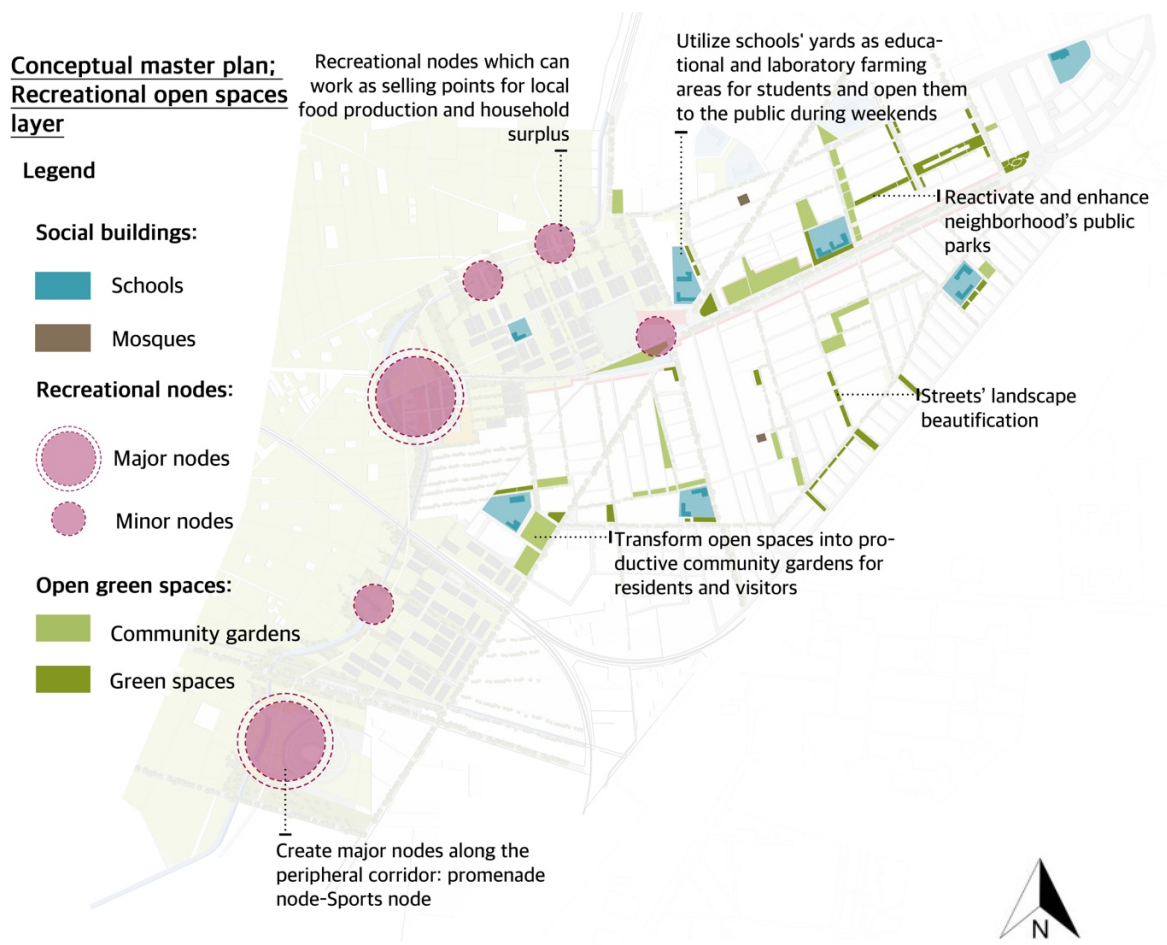 Conceptual master plan;
Recreational open spaces
layer
Legend
Social buildings:
Schools
Mosques
Recreational nodes:
Major nodes
Minor nodes
Open green spaces:
Community gardens
Green spaces
Recreational nodes which can
work as selling points for local
food production and household
surplus
Utilize schools' yards as educa-
tional and laboratory farming
areas for students and open them
to the public during weekends
Reactivate and enhance
neighborhood's public
parks
Streets' landscape
beautification
Transform open spaces into pro-
ductive community gardens for
residents and visitors
Create major nodes along the
peripheral corridor: promenade
node-Sports node
N